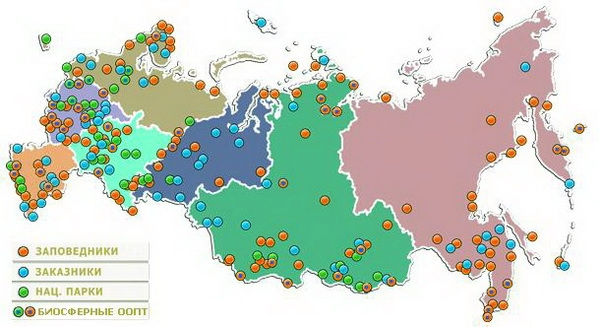 ЗАПОВЕДНИКИ
ЗАКАЗНИКИ
НАЦ. ПАРКИ
БИОСФЕРНЫЕ ООПТ